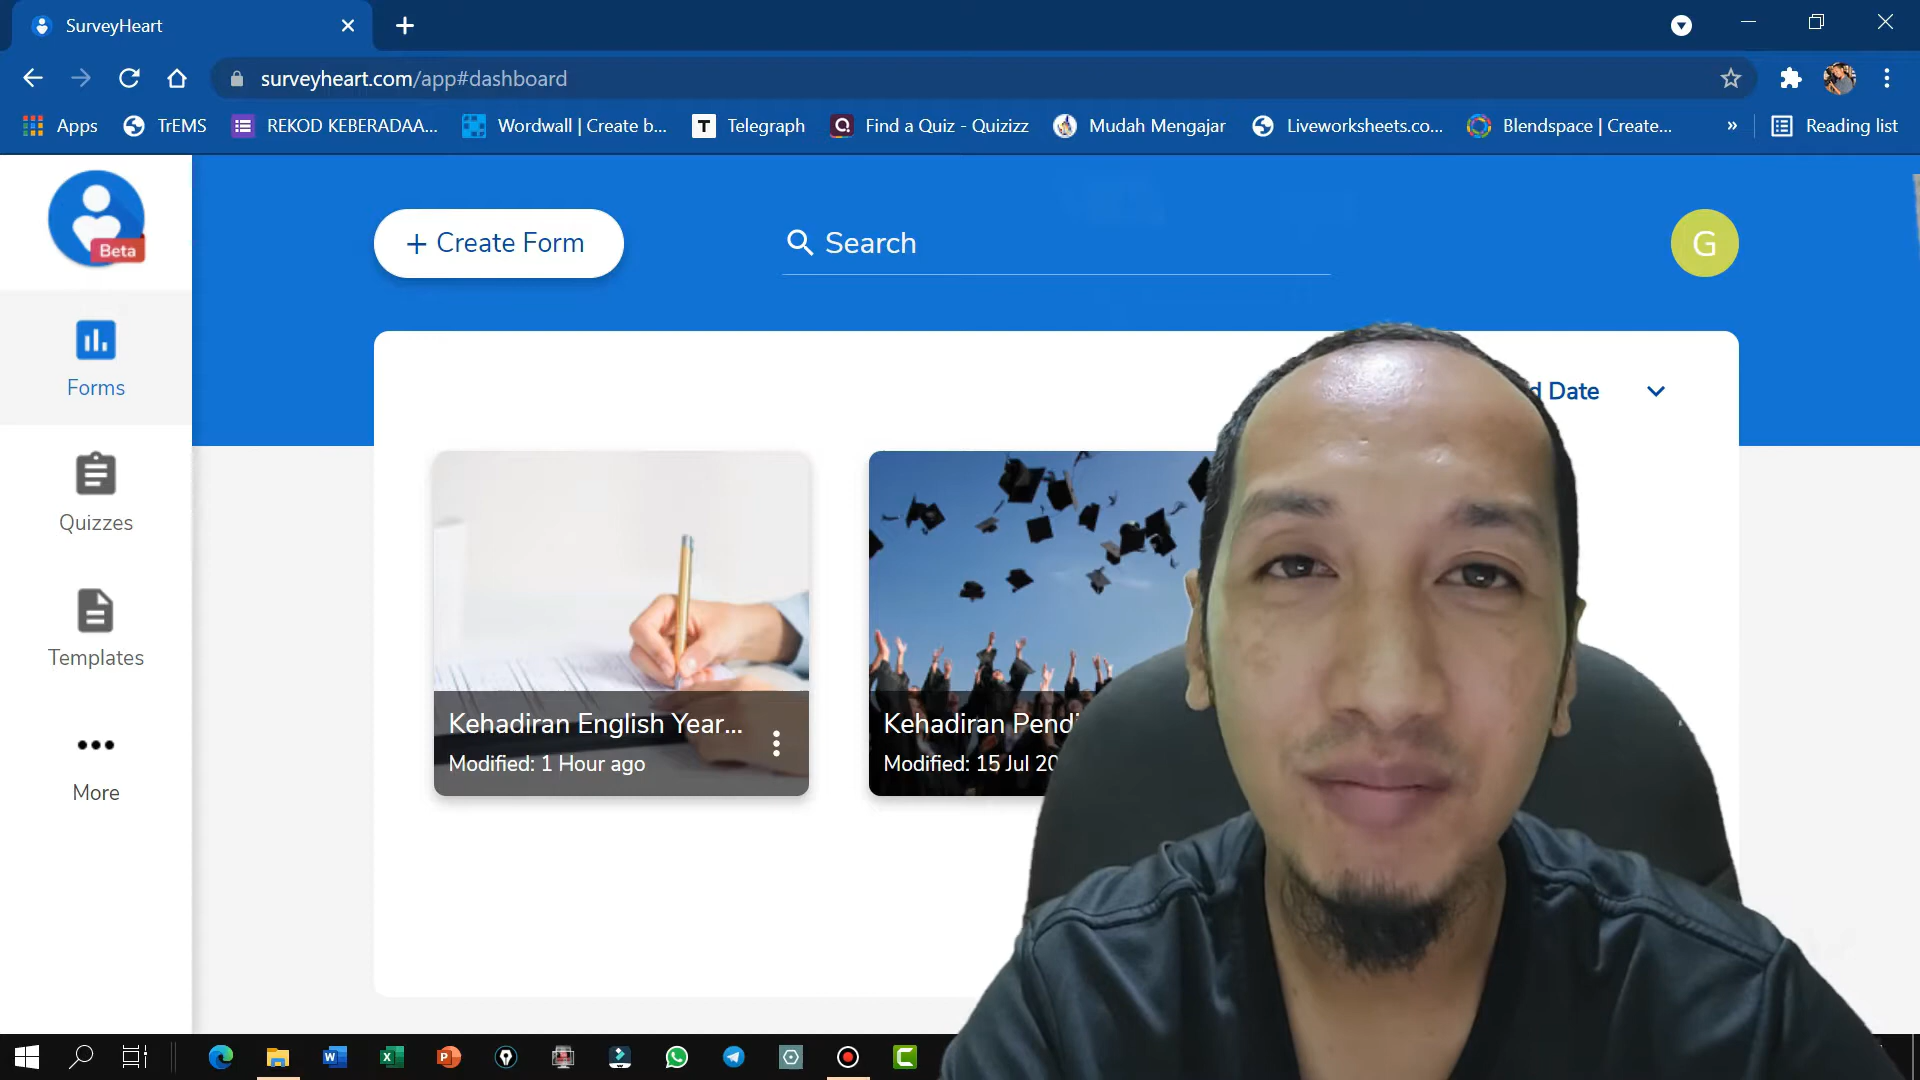 SurveyHeart
surveyheart.com/app#dashboard
Apps
TrEMS
REKOD KEBERADAA...
Wordwall | Create b...
Telegraph
Find a Quiz - Quizizz
Mudah Mengajar
Liveworksheets.co...
Blendspace | Create...
»
Reading list
Beta
+ Create Form
Search
G
Forms
Date
Quizzes
Templates
Kehadiran English Year...
Modified: 1 Hour ago
Kehadiran Pendi
Modified: 15 Jul 20
More